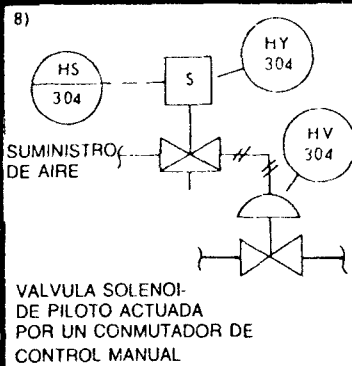 8)
HS
304
S
HY
304
SUMINISTRO
DE AIRE
HV
304
VALVULA SOLENOI-
DE PILOTO ACTUADA
POR UN CONMUTADOR DE
CONTROL MANUAL